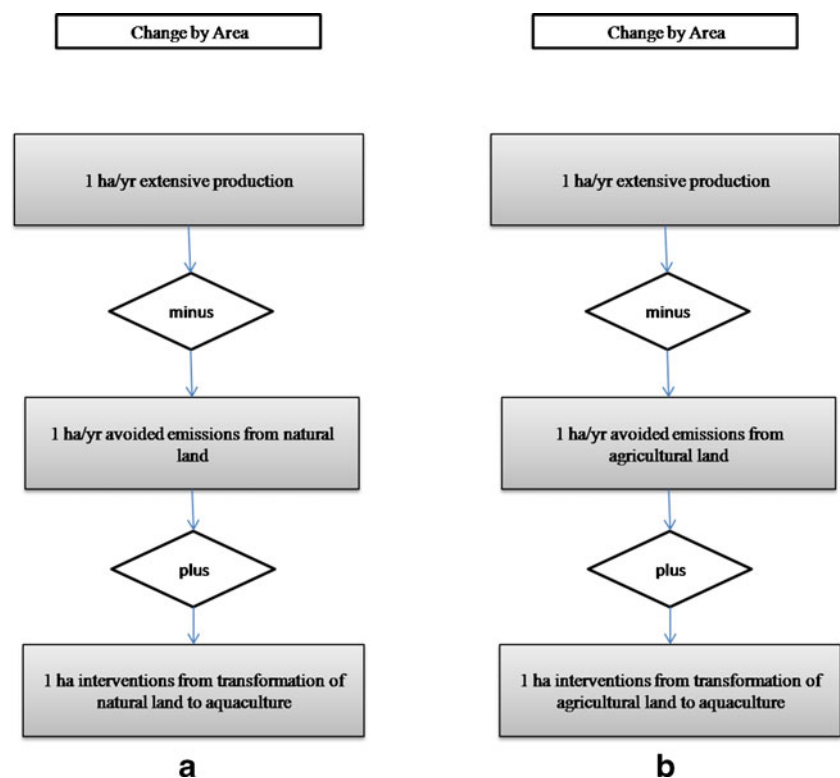 Change by Area
1 ha/yr extensive production
minus
1 ha/yr avoided emissions from natural
land
plus
1 ha interventions from transformation of
natural land to aquaculture
a
Change by Area
1 ha/yr extensive production
minus
1 ha/yr avoided emissions from
agricultural land
plus
1 ha interventions from transformation of
agricultural land to aquaculture
b